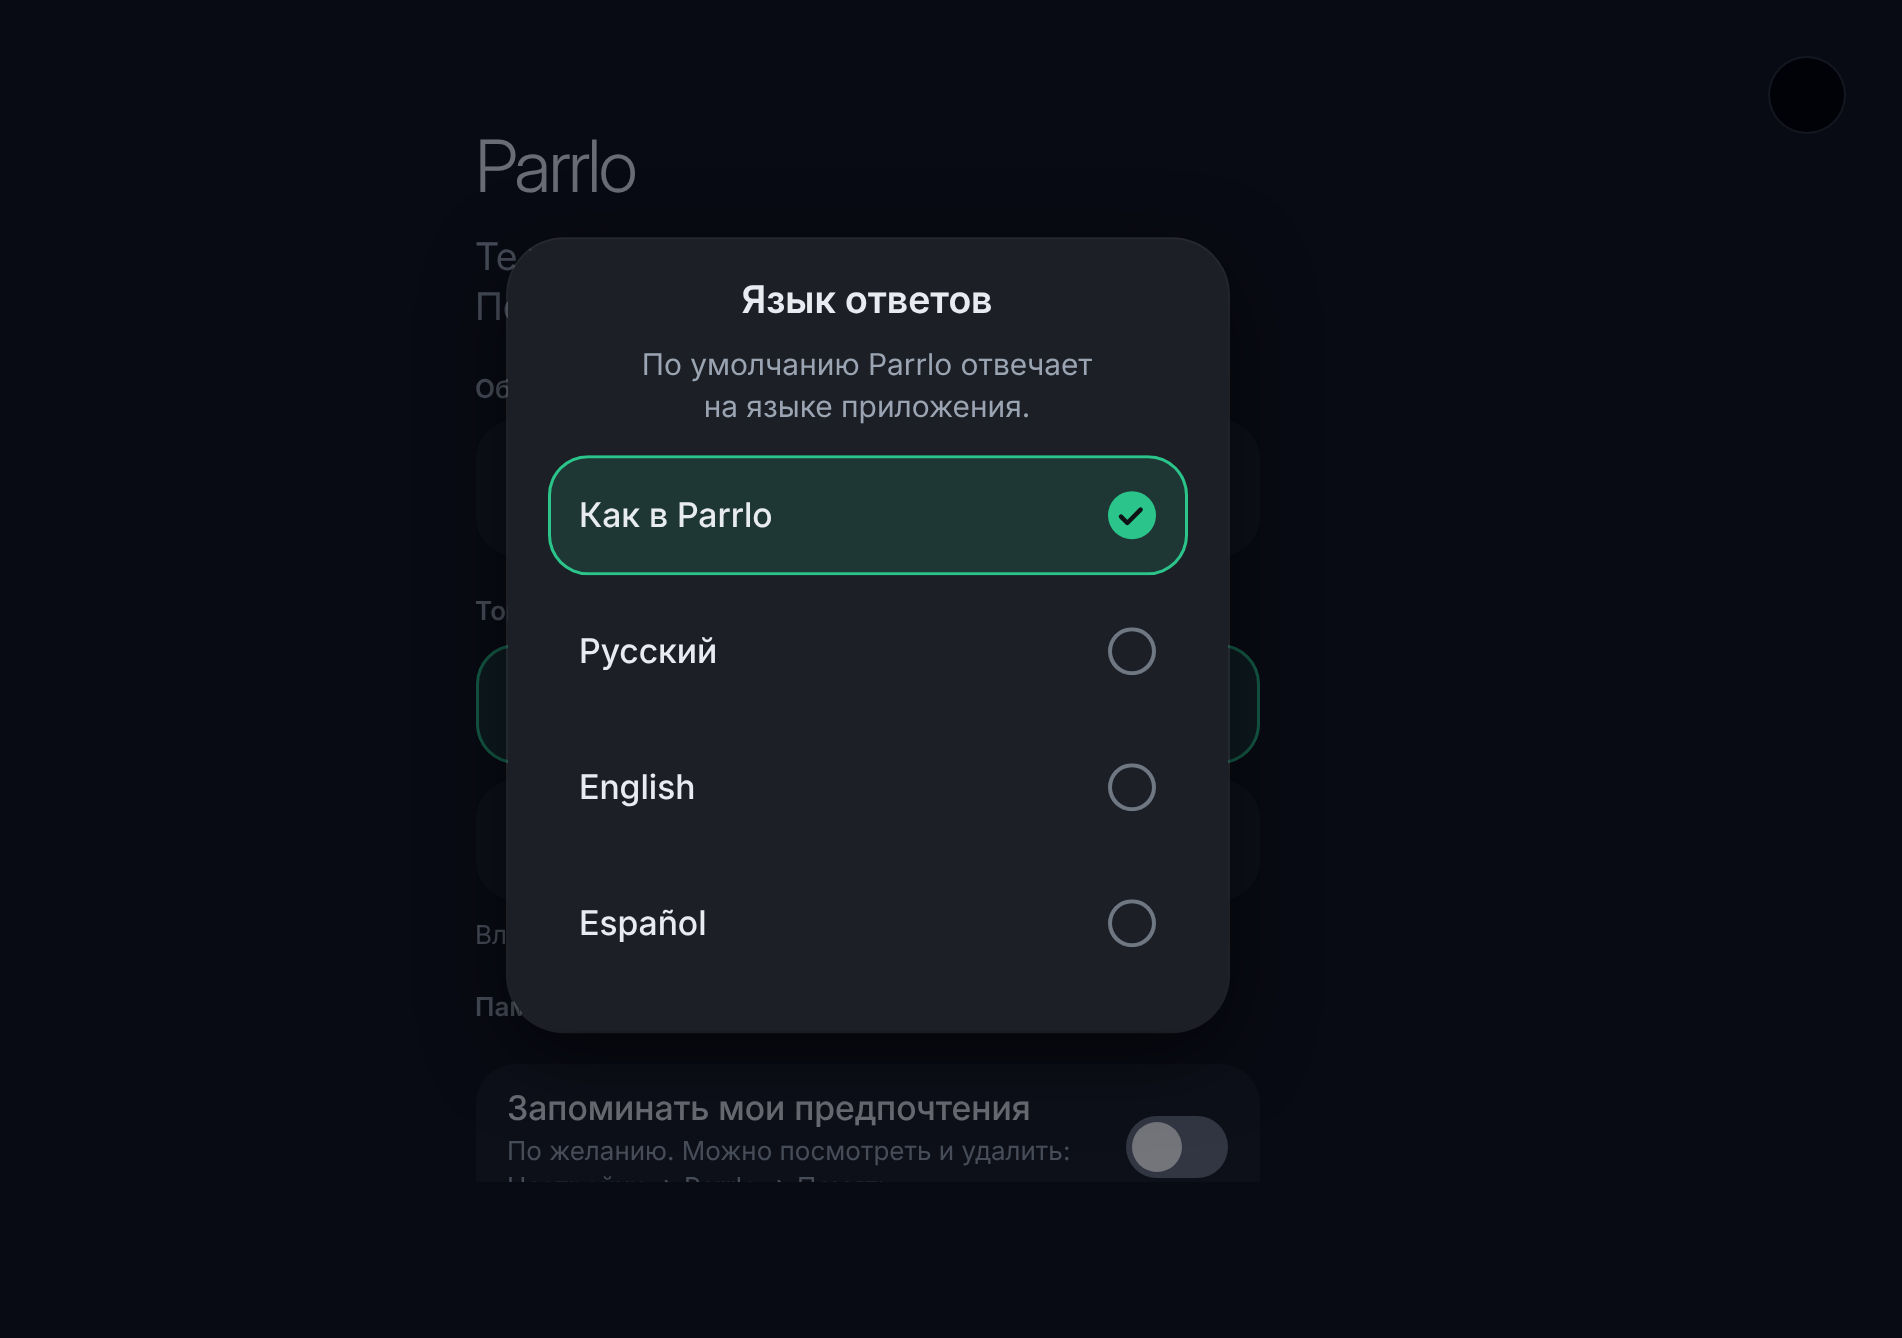 Parrlo
Язык ответов
По умолчанию Parrlo отвечает
на языке приложения.
Как в Parrlo
Русский
English
Español
Запоминать мои предпочтения
По желанию. Можно посмотреть и удалить: